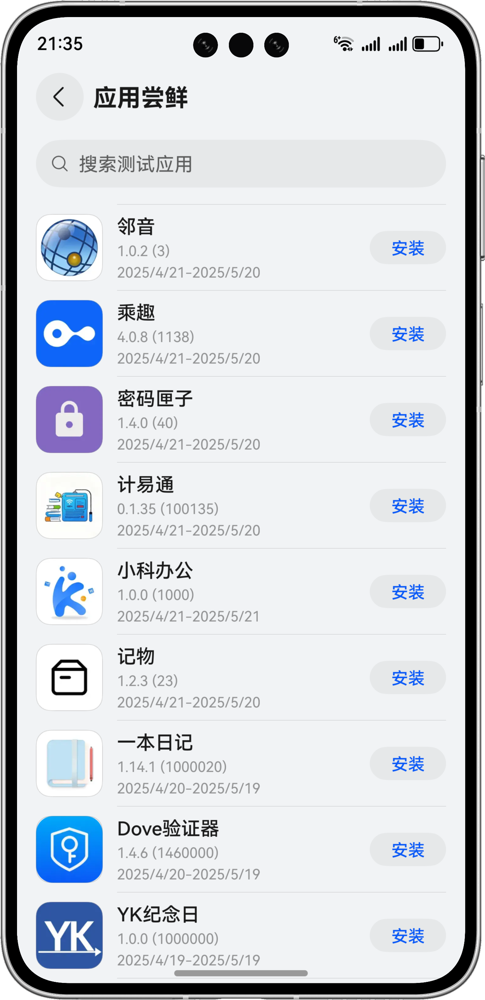 21:35
应用尝鲜
搜索测试应用
邻音
1.0.2 (3)
2025/4/21-2025/5/20
安装
乘趣
4.0.8 (1138)
2025/4/21-2025/5/20
安装
密码匣子
1.4.0 (40)
2025/4/21-2025/5/20
安装
计易通
0.1.35 (100135)
2025/4/21-2025/5/20
安装
小科办公
1.0.0 (1000)
2025/4/21-2025/5/21
安装
记物
1.2.3 (23)
2025/4/21-2025/5/20
安装
一本日记
1.14.1 (1000020)
2025/4/20-2025/5/19
安装
Dove验证器
1.4.6 (1460000)
2025/4/20-2025/5/19
安装
YK
YK纪念日
1.0.0 (1000000)
2025/4/19-2025/5/19
安装